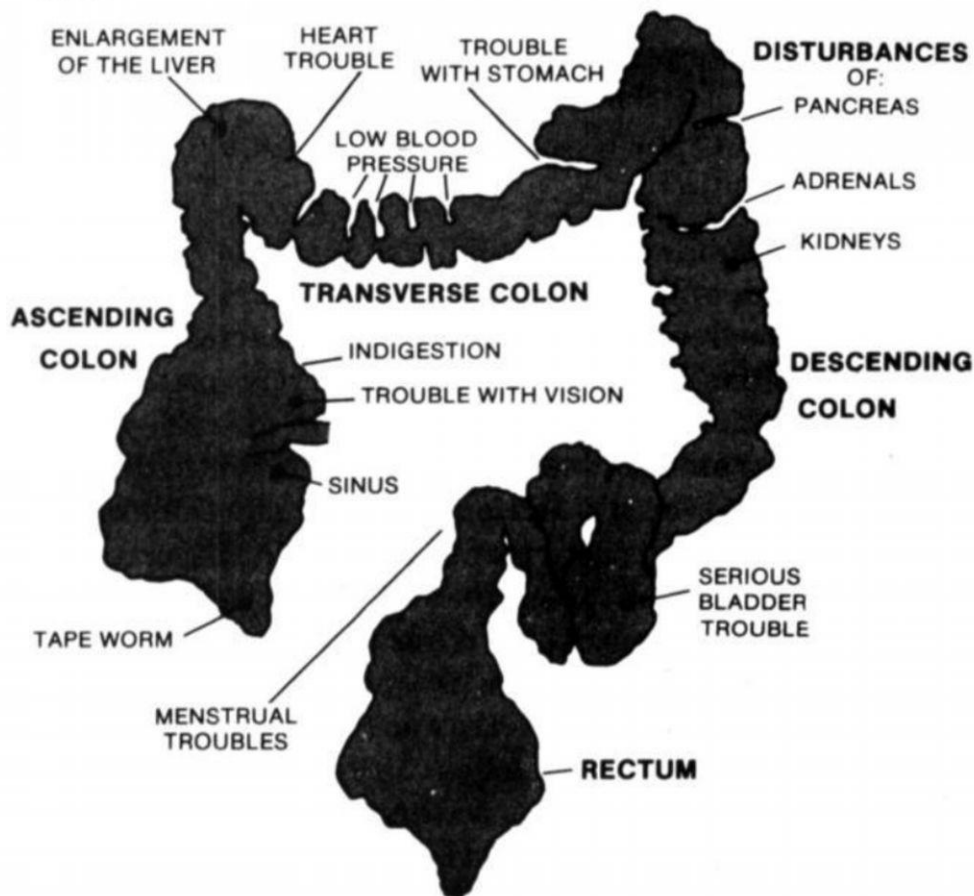 ENLARGEMENT
OF THE LIVER
HEART
TROUBLE
TROUBLE
WITH STOMACH
DISTURBANCES
OF:
PANCREAS
LOW BLOOD
PRESSURE
ADRENALS
KIDNEYS
TRANSVERSE COLON
ASCENDING
COLON
INDIGESTION
TROUBLE WITH VISION
DESCENDING
COLON
SINUS
SERIOUS
BLADDER
TROUBLE
TAPE WORM
MENSTRUAL
TROUBLES
RECTUM